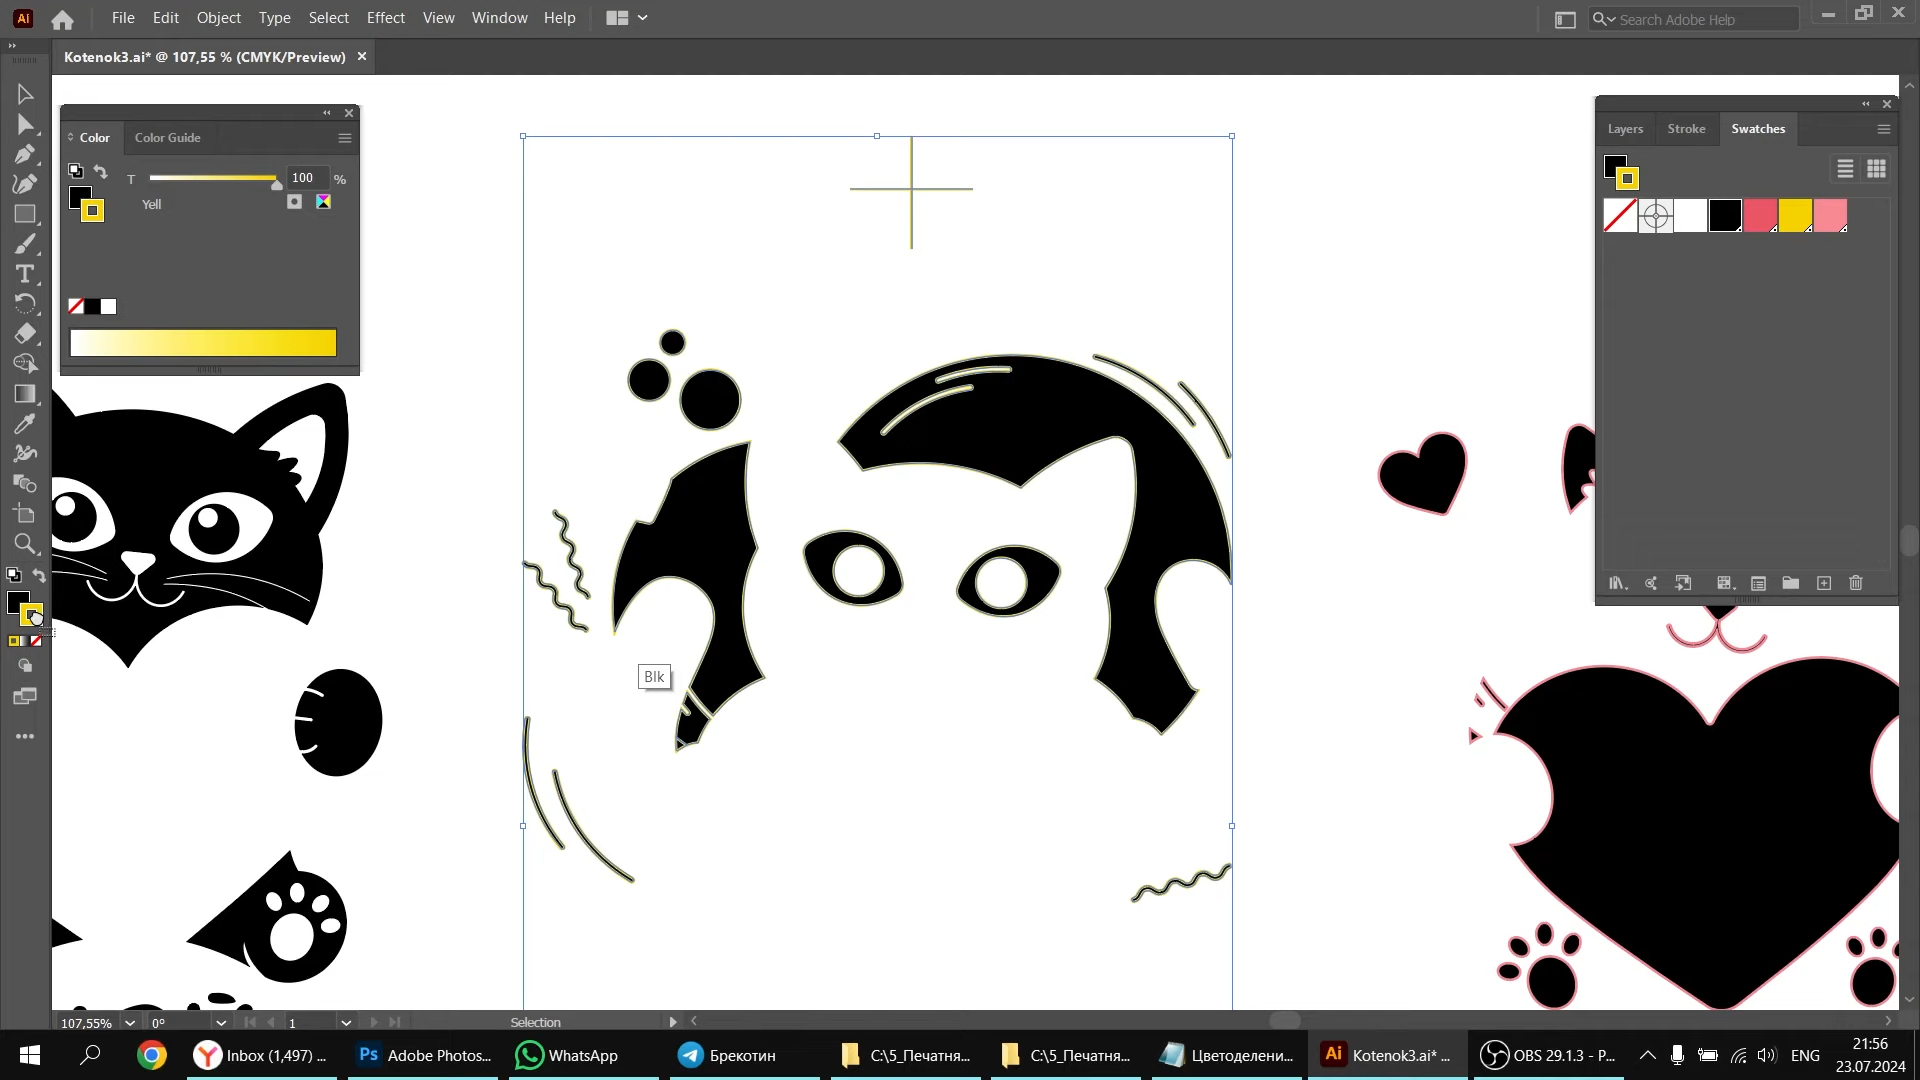 Ai
File Edit Object Type Select Effect View Window Help
Search Adobe Help
Kotenok3.ai* @ 107,55 % (CMYK/Preview)
Color
Color Guide
T
100
%
Yell
Layers
Stroke
Swatches
T
Blk
107,55%
0°
1
Selection
Inbox (1,497) ...
Ps
Adobe Photos...
WhatsApp
Брекотин
C:\5_Печатня...
C:\5_Печатня...
Цветоделени...
Ai
Kotenok3.ai* ...
OBS 29.1.3 - P...
ENG
21:56
23.07.2024